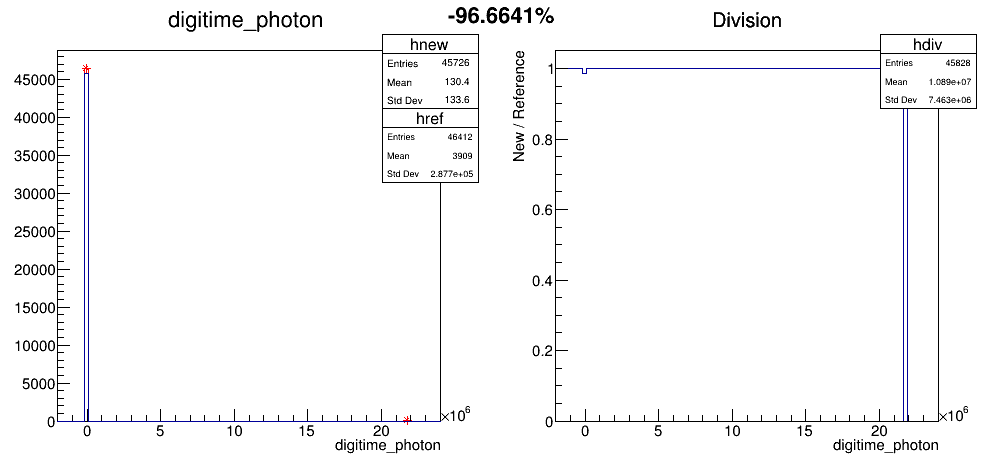 digitime_photon
-96.6641%
Division
hnew
Entries 45726
Mean 130.4
Std Dev 133.6
href
Entries 46412
Mean 3909
Std Dev 2.877e+05
45000
40000
35000
30000
25000
20000
15000
10000
5000
0
0 5 10 15 20 ×10⁶
digitime_photon
hdiv
Entries 45828
Mean 1.089e+07
Std Dev 7.463e+06
New / Reference
1
0.8
0.6
0.4
0.2
0
0 5 10 15 20 ×10⁶
digitime_photon